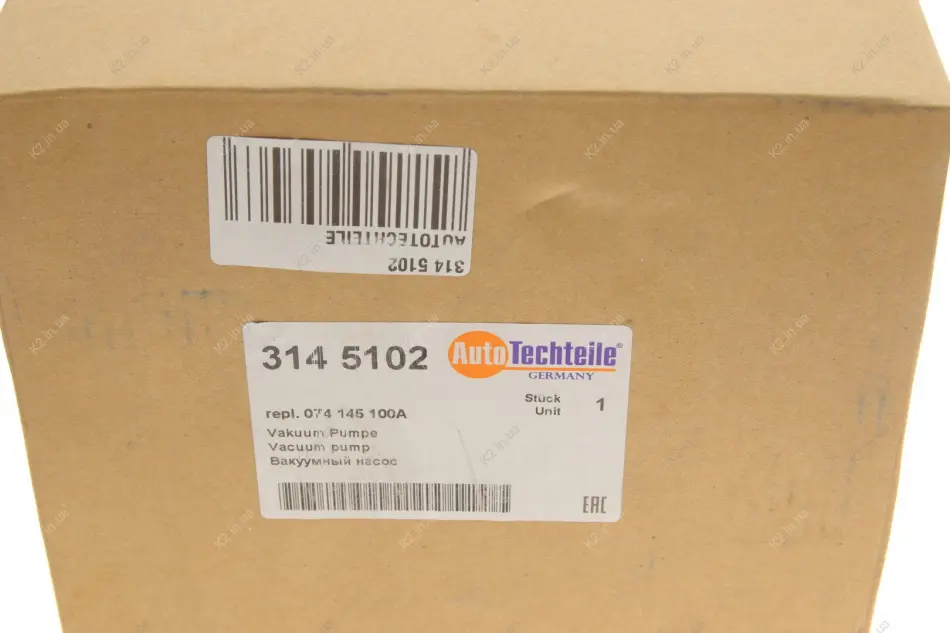 AUTOTECHTEILE
314 5102
314 5102
AutoTechteile®
GERMANY
repl. 074 145 100A
Stück 1
Unit
Vakuum Pumpe
Vacuum pump
Вакуумный насос
EAC
K2.in.ua